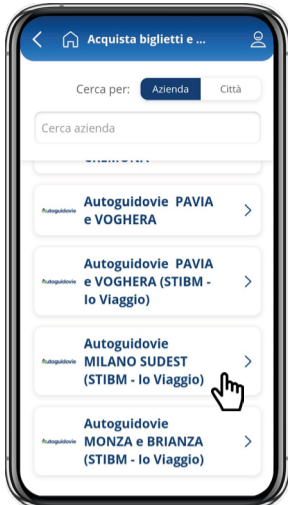 Acquista biglietti e ...
Cerca per:
Azienda
Città
Cerca azienda
CREMONA
Autoguidovie
Autoguidovie PAVIA
e VOGHERA
Autoguidovie
Autoguidovie PAVIA
e VOGHERA (STIBM -
Io Viaggio)
Autoguidovie
Autoguidovie
MILANO SUDEST
(STIBM - Io Viaggio)
Autoguidovie
Autoguidovie
MONZA e BRIANZA
(STIBM - Io Viaggio)